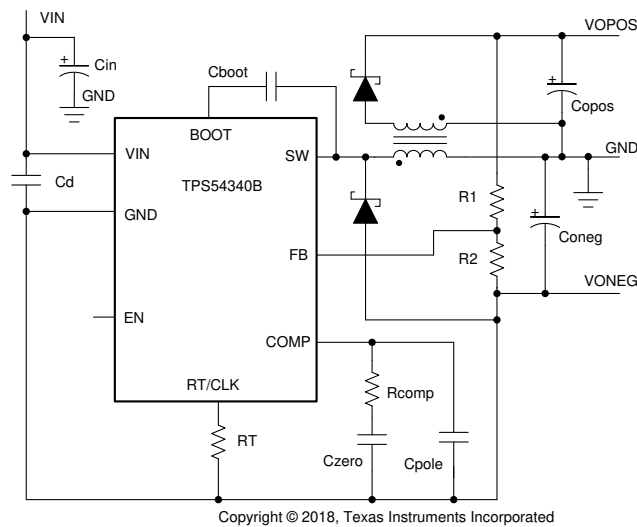 VIN
VOPOS
Cin
Cboot
GND
Copos
BOOT
GND
VIN
SW
Cd
TPS54340B
R1
GND
Coneg
FB
R2
VONEG
EN
COMP
RT/CLK
Rcomp
RT
Czero
Cpole
Copyright © 2018, Texas Instruments Incorporated